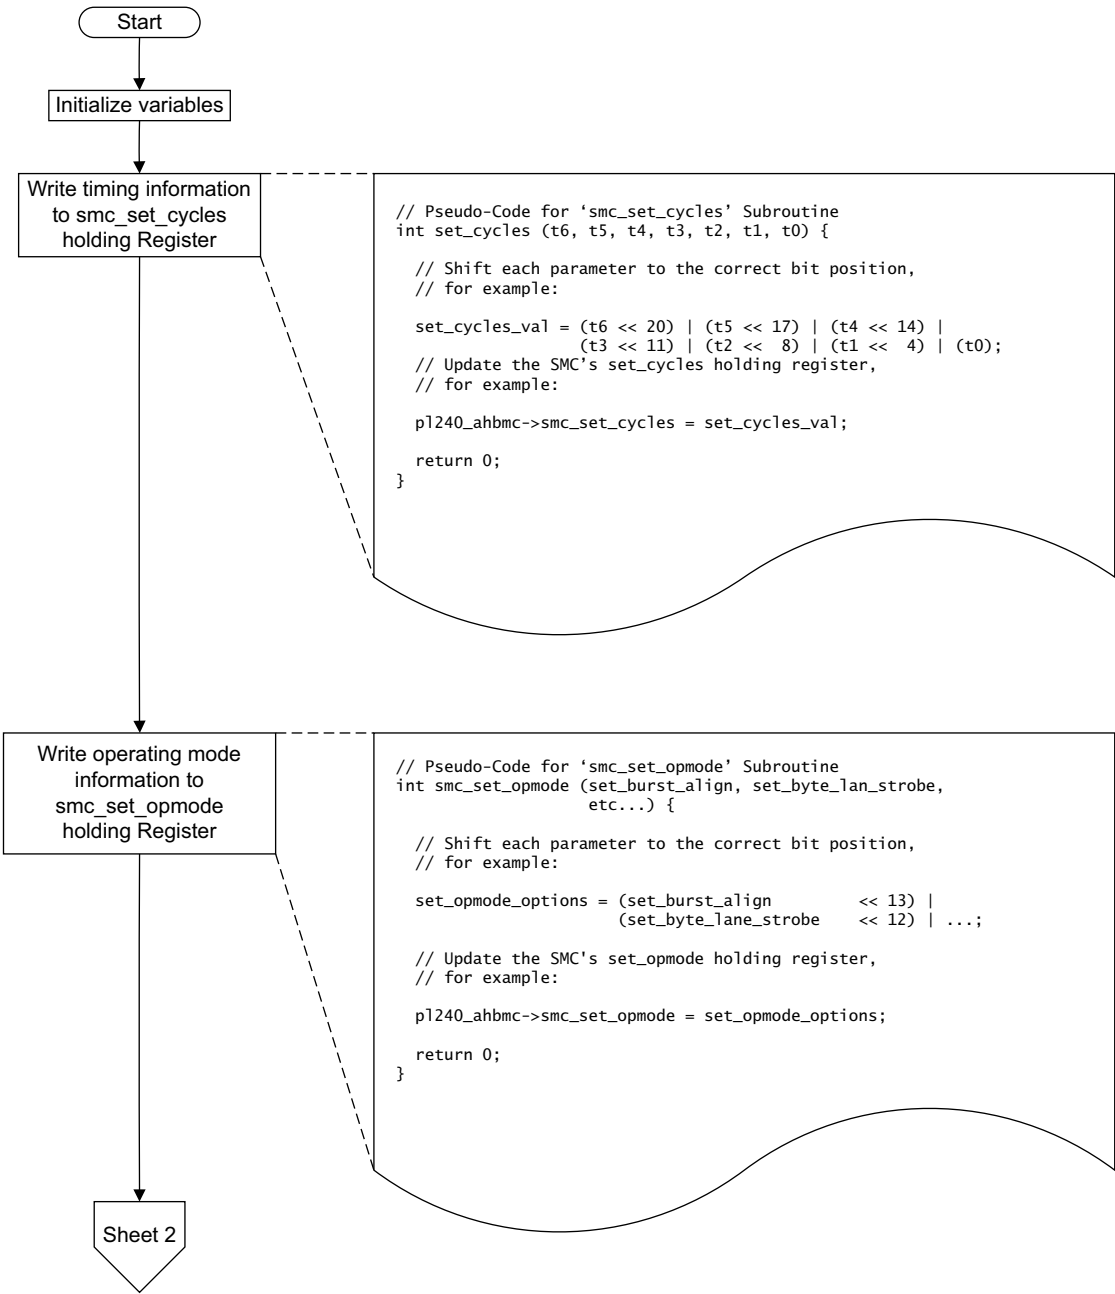 Start
Initialize variables
Write timing information
to smc_set_cycles
holding Register
// Pseudo-Code for ‘smc_set_cycles’ Subroutine
int set_cycles (t6, t5, t4, t3, t2, t1, t0) {
// Shift each parameter to the correct bit position,
// for example:
set_cycles_val = (t6 << 20) | (t5 << 17) | (t4 << 14) |
(t3 << 11) | (t2 <<  8) | (t1 <<  4) | (t0);
// Update the SMC’s set_cycles holding register,
// for example:
pl240_ahbmc->smc_set_cycles = set_cycles_val;
return 0;
}
Write operating mode
information to
smc_set_opmode
holding Register
// Pseudo-Code for ‘smc_set_opmode’ Subroutine
int smc_set_opmode (set_burst_align, set_byte_lan_strobe,
etc...) {
// Shift each parameter to the correct bit position,
// for example:
set_opmode_options = (set_burst_align         << 13) |
(set_byte_lane_strobe    << 12) | ...;
// Update the SMC's set_opmode holding register,
// for example:
pl240_ahbmc->smc_set_opmode = set_opmode_options;
return 0;
}
Sheet 2